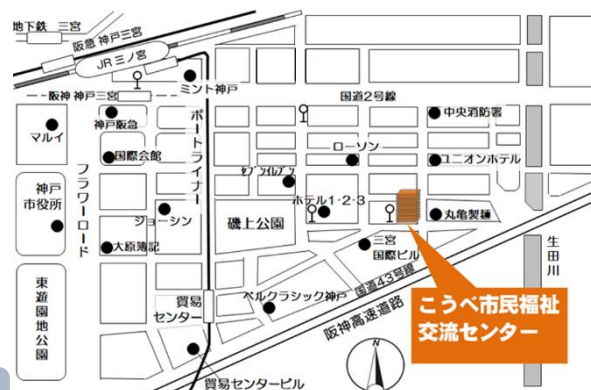 地下鉄 三宮
阪急 神戸三宮
JR 三ノ宮
ミント神戸
阪神 神戸三宮
国道2号線
マルイ
神戸阪急
ポートライナー
中央消防署
国際会館
ローソン
ユニオンホテル
フラワーロード
セブンイレブン
神戸
市役所
ジョーシン
磯上公園
ホテル1・2・3
丸亀製麺
大原簿記
三宮
国際ビル
生田川
東遊園地公園
貿易
センター
ベルクラシック神戸
国道43号線
阪神高速道路
こうべ市民福祉
交流センター
貿易センタービル
N